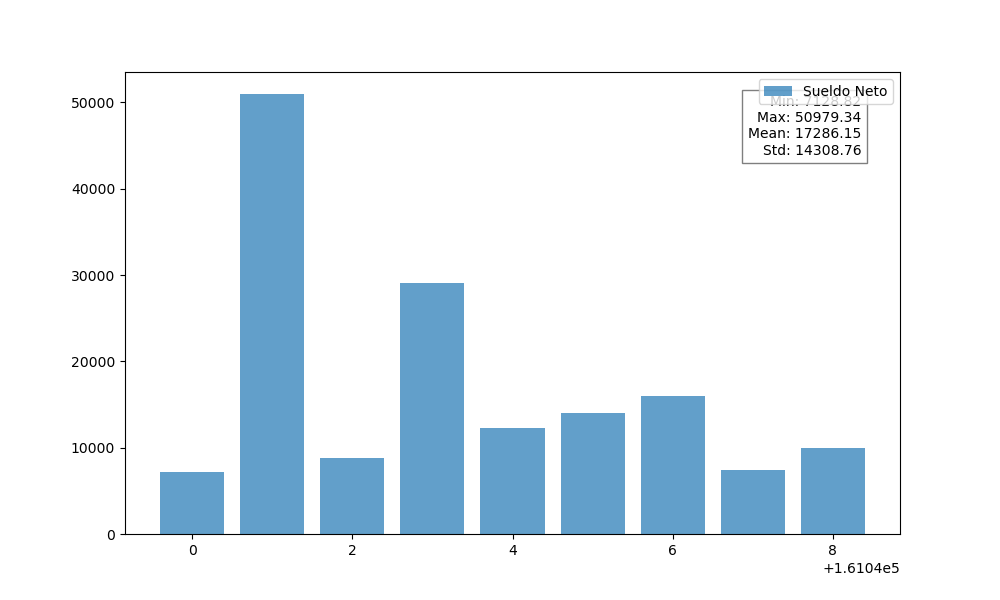 50000
40000
30000
20000
10000
0
Sueldo Neto
Min: 7128.82
Max: 50979.34
Mean: 17286.15
Std: 14308.76
0 2 4 6 8
+1.6104e5